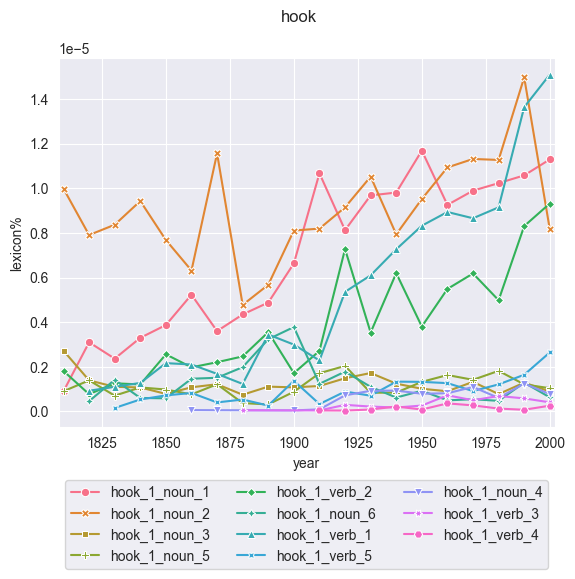 hook
1e−5
1.4
1.2
1.0
0.8
0.6
0.4
0.2
0.0
lexicon%
1825 1850 1875 1900 1925 1950 1975 2000
year
hook_1_noun_1 hook_1_verb_2 hook_1_noun_4
hook_1_noun_2 hook_1_noun_6 hook_1_verb_3
hook_1_noun_3 hook_1_verb_1 hook_1_verb_4
hook_1_noun_5 hook_1_verb_5